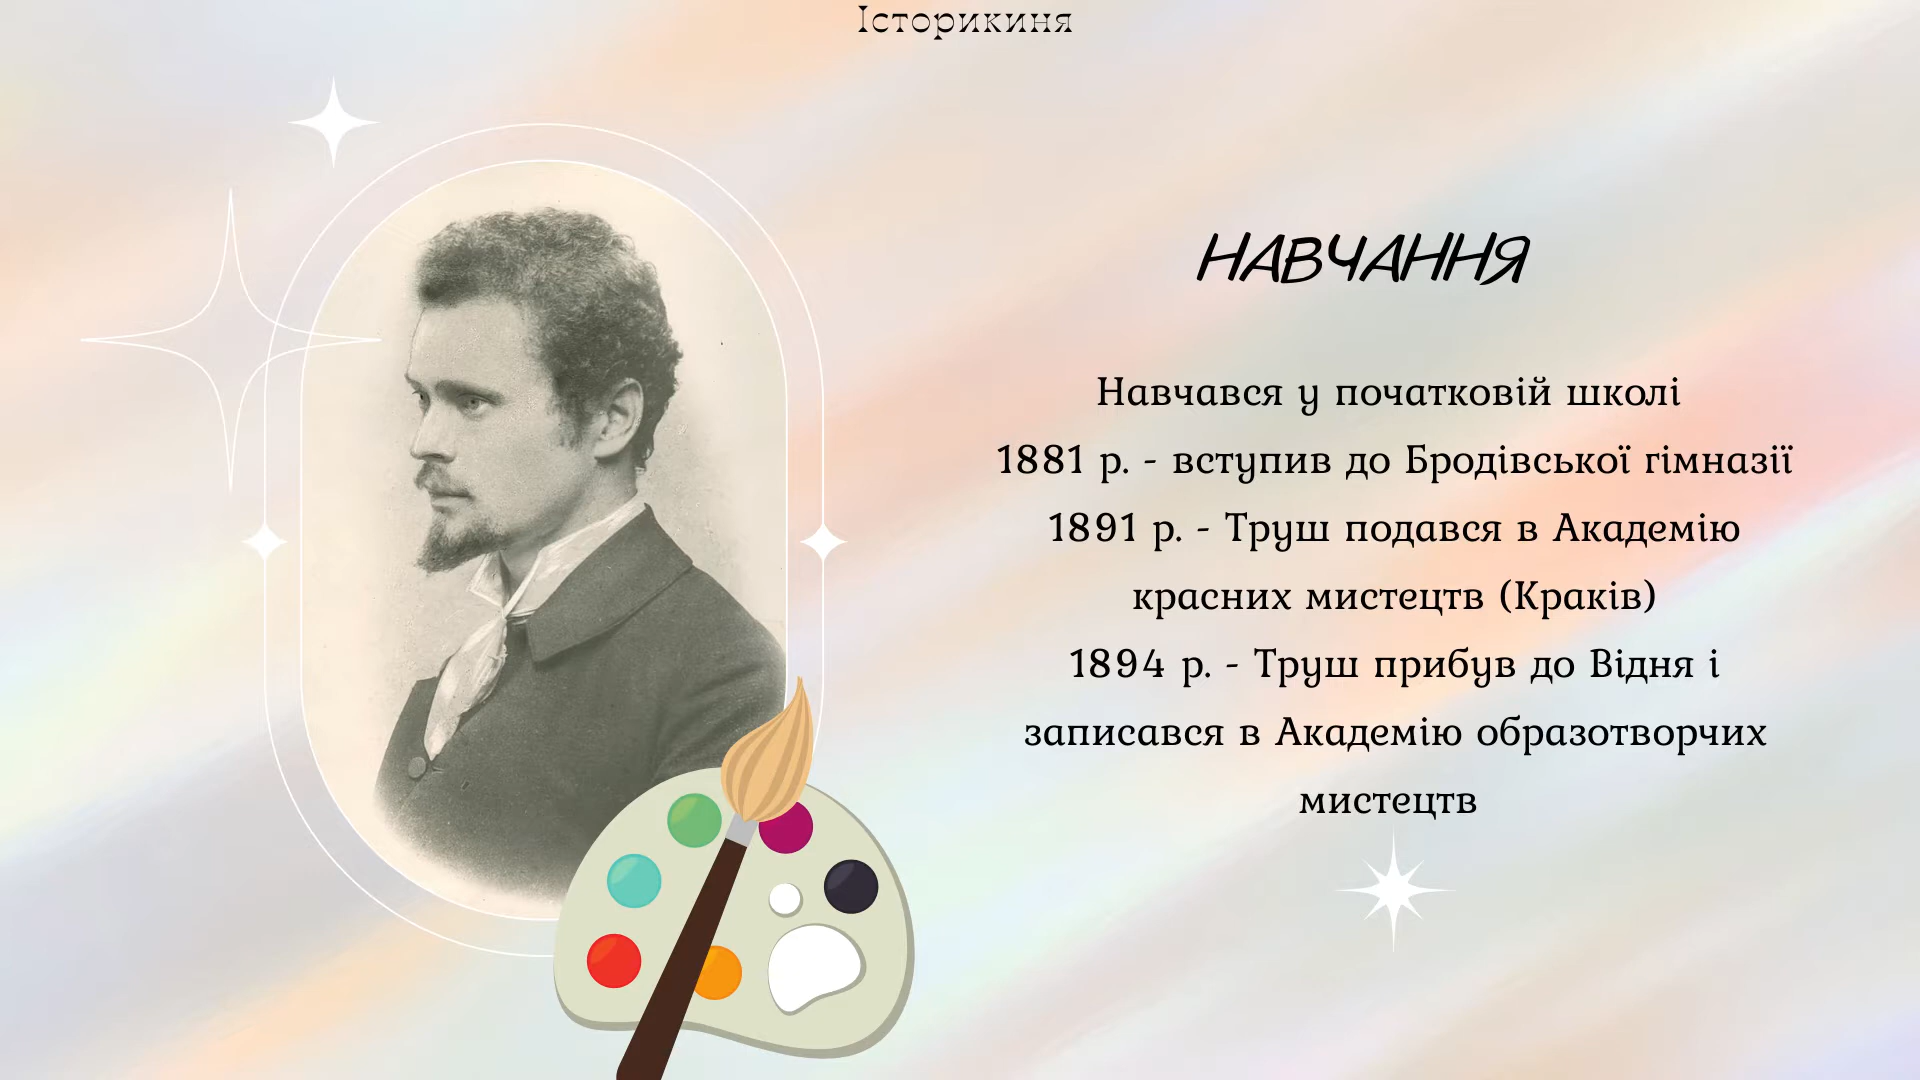 Історикиня
НАВЧАННЯ
Навчався у початковій школі
1881 р. - вступив до Бродівської гімназії
1891 р. - Труш подався в Академію
красних мистецтв (Краків)
1894 р. - Труш прибув до Відня і
записався в Академію образотворчих
мистецтв